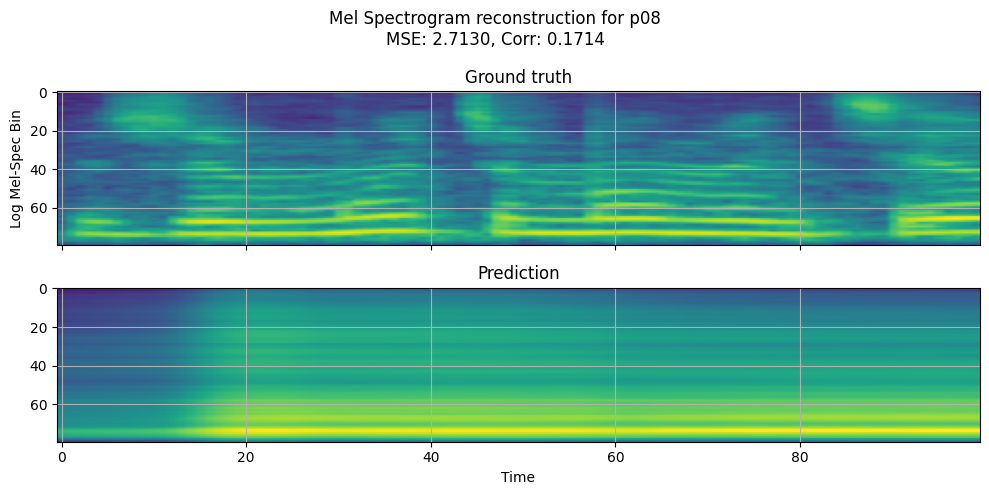 Mel Spectrogram reconstruction for p08
MSE: 2.7130, Corr: 0.1714
Ground truth
Log Mel-Spec Bin
0
20
40
60
Prediction
0
20
40
60
0 20 40 60 80
Time